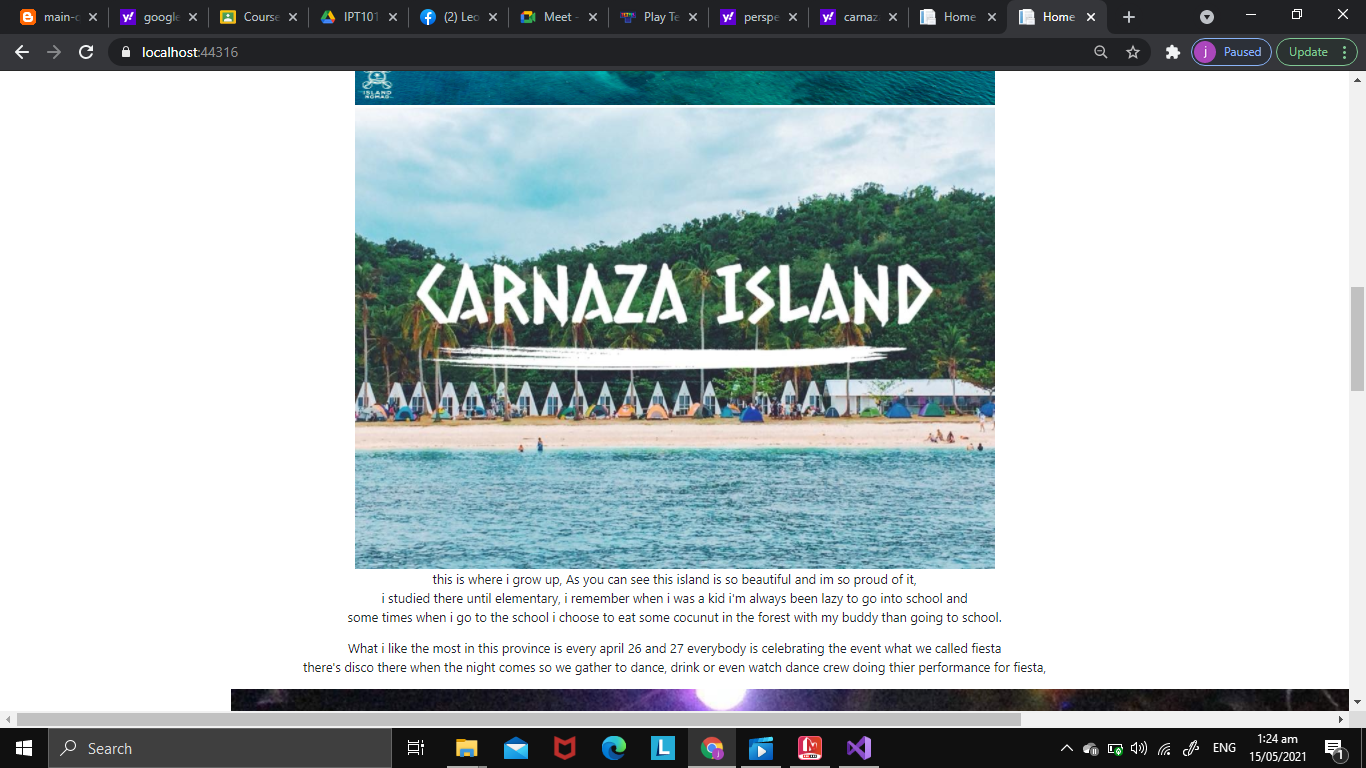 main-c
google
Course
IPT101
(2) Leo
Meet -
Play Te
perspe
carnaz
Home
Home
localhost:44316
j
Paused
Update
ISLAND
NOMAD
CARNAZA ISLAND
this is where i grow up, As you can see this island is so beautiful and im so proud of it,
i studied there until elementary, i remember when i was a kid i'm always been lazy to go into school and
some times when i go to the school i choose to eat some cocunut in the forest with my buddy than going to school.
What i like the most in this province is every april 26 and 27 everybody is celebrating the event what we called fiesta
there's disco there when the night comes so we gather to dance, drink or even watch dance crew doing thier performance for fiesta,
Search
ENG
1:24 am
15/05/2021
1